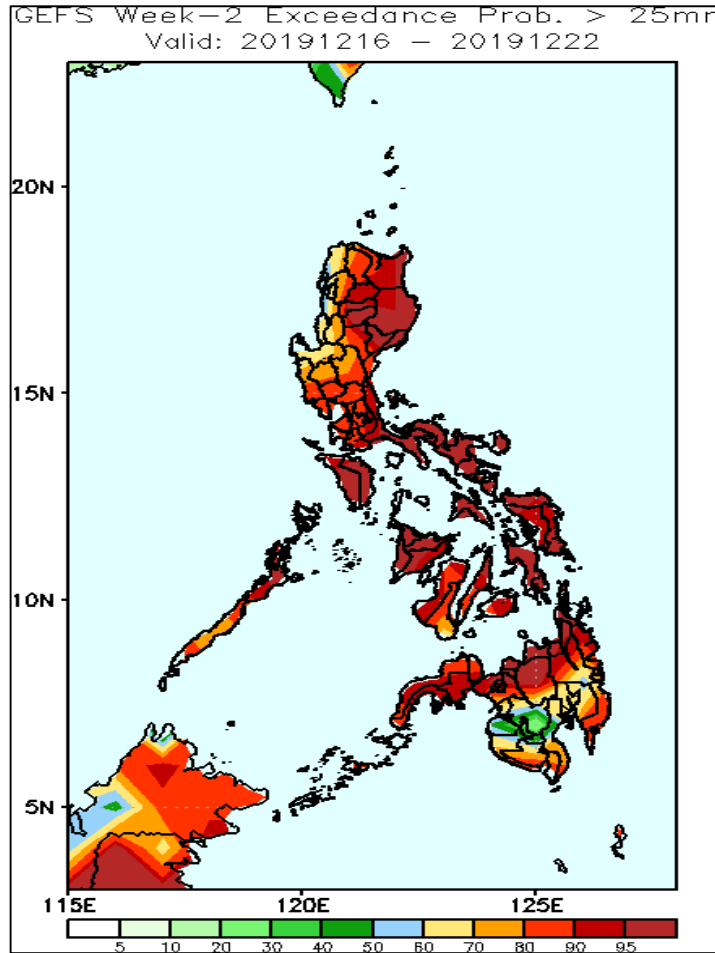 GEFS Week-2 Exceedance Prob. > 25mm
Valid: 20191216 - 20191222
20N
15N
10N
5N
115E 120E 125E
5 10 20 30 40 50 60 70 80 90 95